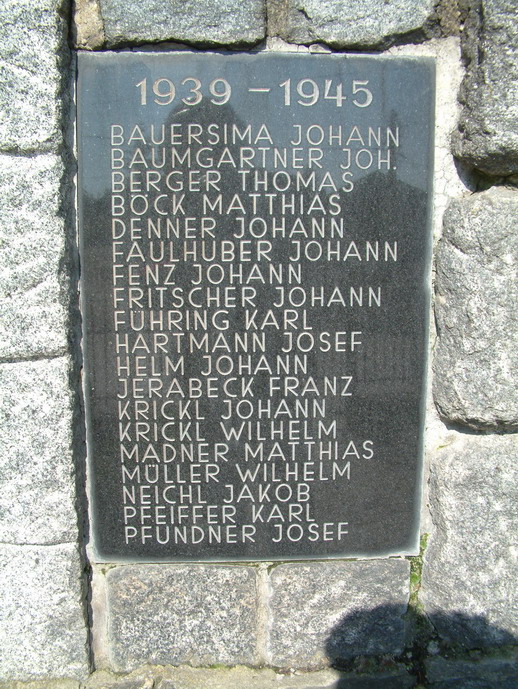 1939 - 1945
BAUERSIMA JOHANN
BAUMGARTNER JOH.
BERGER THOMAS
BÖCK MATTHIAS
DENNER JOHANN
FAULHUBER JOHANN
FENZ JOHANN
FRITSCHER JOHANN
FÜHRING KARL
HARTMANN JOSEF
HELM JOHANN
JERABECK FRANZ
KRICKL JOHANN
KRICKL WILHELM
MADNER MATTHIAS
MÜLLER WILHELM
NEICHL JAKOB
PFEIFFER KARL
PFUNDNER JOSEF